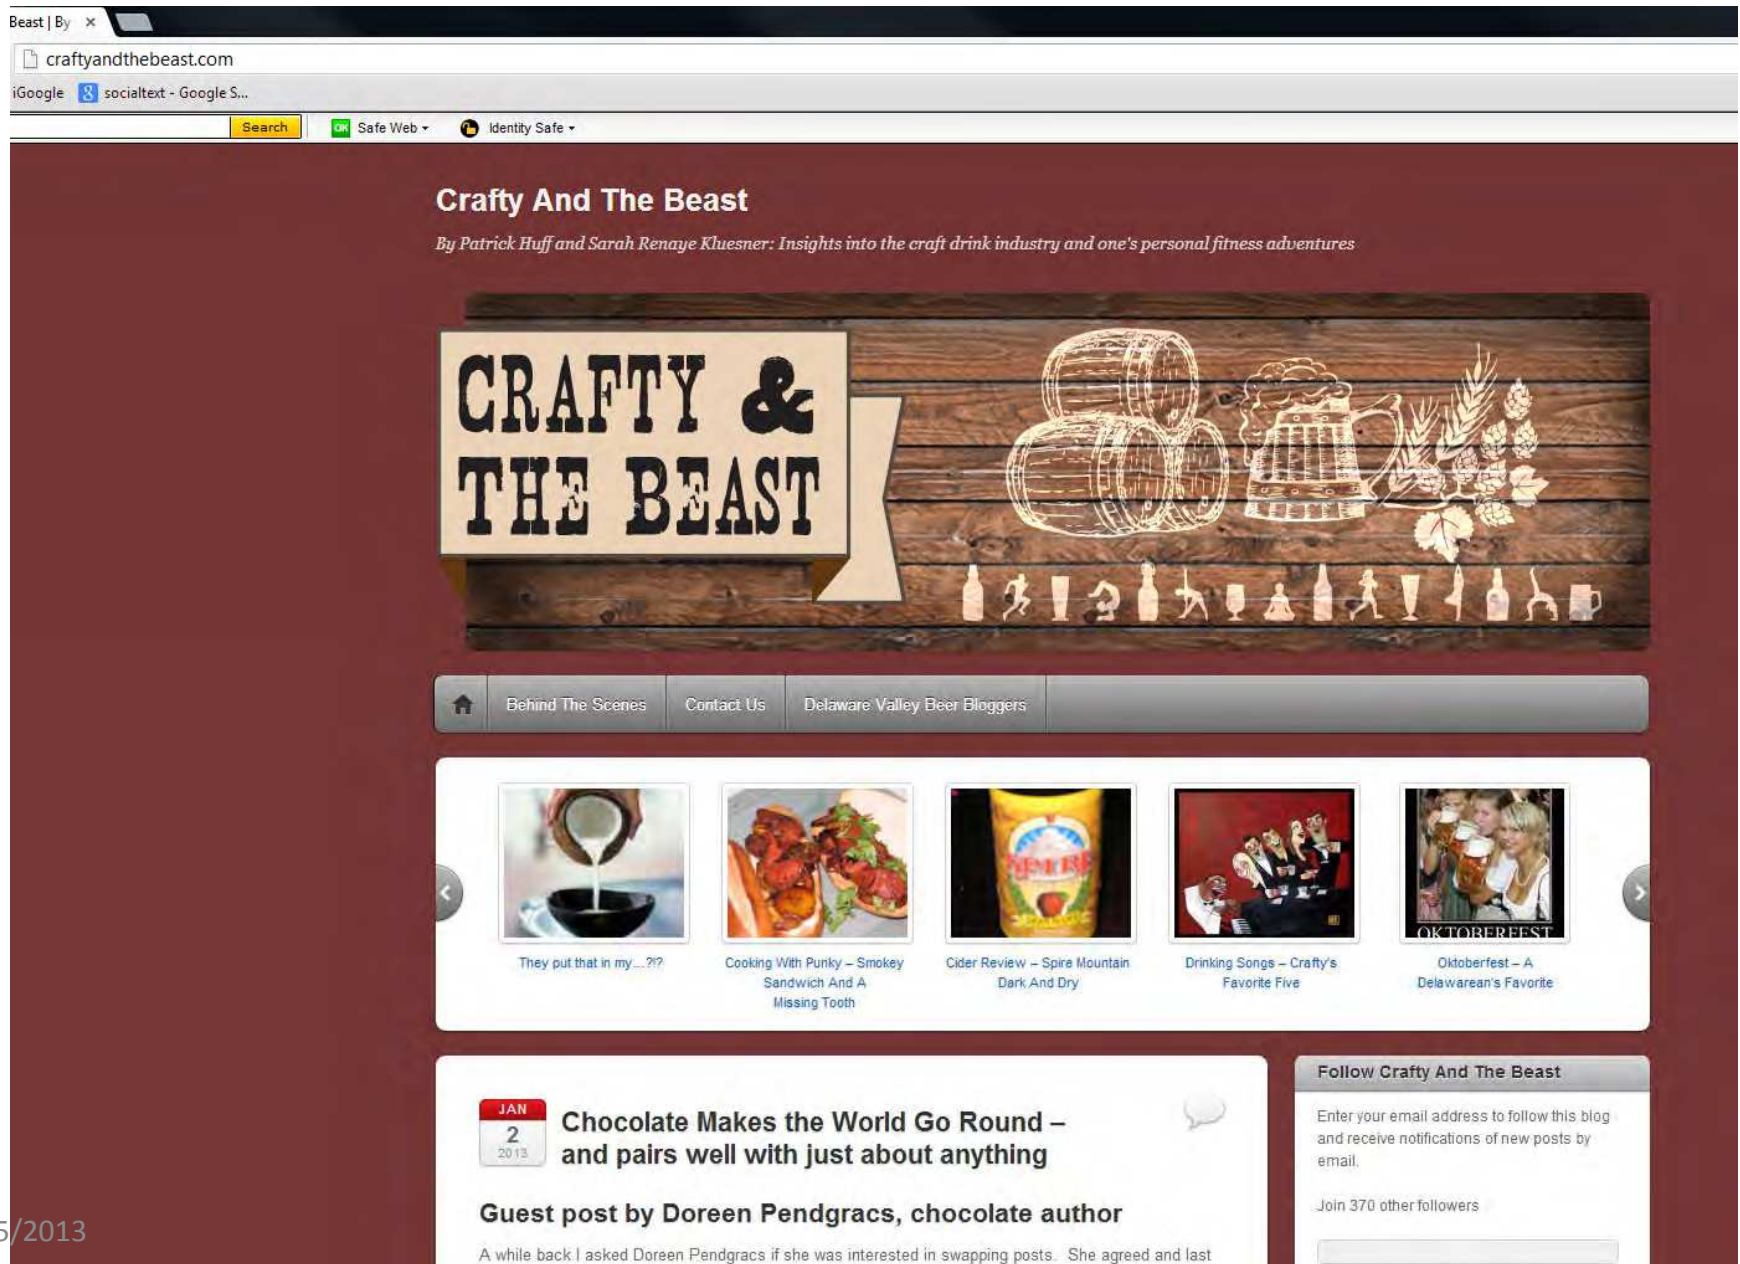 Beast | By
craftyandthebeast.com
iGoogle socialtext - Google S...
Search Safe Web Identity Safe
Crafty And The Beast
By Patrick Huff and Sarah Renaye Kluesner: Insights into the craft drink industry and one's personal fitness adventures
CRAFTY &
THE BEAST
Behind The Scenes Contact Us Delaware Valley Beer Bloggers
SPIRE
OKTOBERFEST
They put that in my....?!?
Cooking With Punky – Smokey
Sandwich And A
Missing Tooth
Cider Review – Spire Mountain
Dark And Dry
Drinking Songs – Crafty's
Favorite Five
Oktoberfest – A
Delawarean's Favorite
JAN
2
2013
Chocolate Makes the World Go Round –
and pairs well with just about anything
Guest post by Doreen Pendgracs, chocolate author
A while back I asked Doreen Pendgracs if she was interested in swapping posts. She agreed and last
Follow Crafty And The Beast
Enter your email address to follow this blog
and receive notifications of new posts by
email.
Join 370 other followers
5/2013